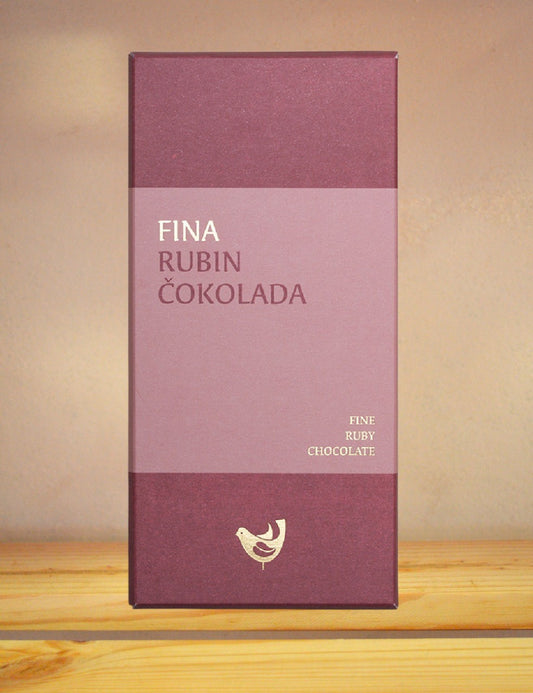 FINA
RUBIN
ČOKOLADA
FINE
RUBY
CHOCOLATE